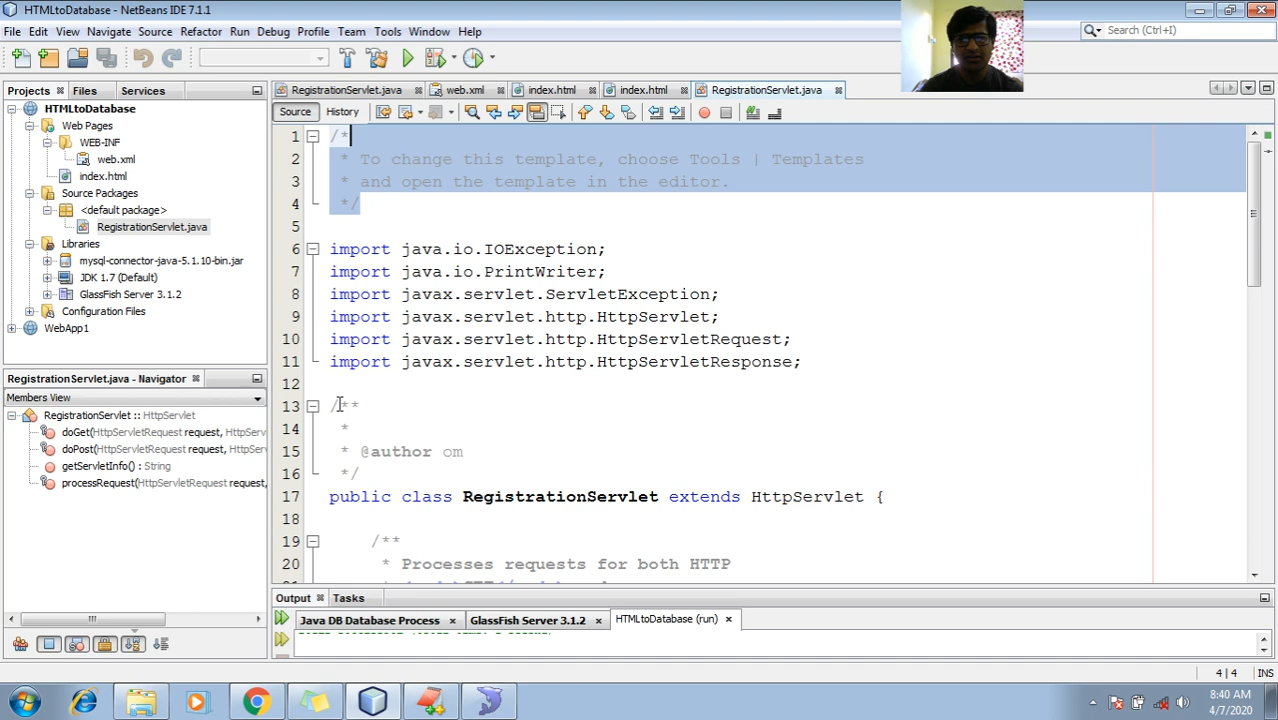 HTMLtoDatabase - NetBeans IDE 7.1.1
File Edit View Navigate Source Refactor Run Debug Profile Team Tools Window Help
Search (Ctrl+I)
Projects Files Services
RegistrationServlet.java web.xml index.html index.html RegistrationServlet.java
HTMLtoDatabase
Web Pages
WEB-INF
web.xml
index.html
Source Packages
<default package>
RegistrationServlet.java
Libraries
mysql-connector-java-5.1.10-bin.jar
JDK 1.7 (Default)
GlassFish Server 3.1.2
Configuration Files
WebApp1
RegistrationServlet.java - Navigator
Members View
RegistrationServlet :: HttpServlet
doGet(HttpServletRequest request, HttpServ
doPost(HttpServletRequest request, HttpSer
getServletInfo() : String
processRequest(HttpServletRequest request,
Source History
1 /*
2 * To change this template, choose Tools | Templates
3 * and open the template in the editor.
4 */
5
6 import java.io.IOException;
7 import java.io.PrintWriter;
8 import javax.servlet.ServletException;
9 import javax.servlet.http.HttpServlet;
10 import javax.servlet.http.HttpServletRequest;
11 import javax.servlet.http.HttpServletResponse;
12
13 /**
14 *
15 * @author om
16 */
17 public class RegistrationServlet extends HttpServlet {
18
19 /**
20 * Processes requests for both HTTP
Output Tasks
Java DB Database Process GlassFish Server 3.1.2 HTMLtoDatabase (run)
4 | 4 INS
8:40 AM
4/7/2020